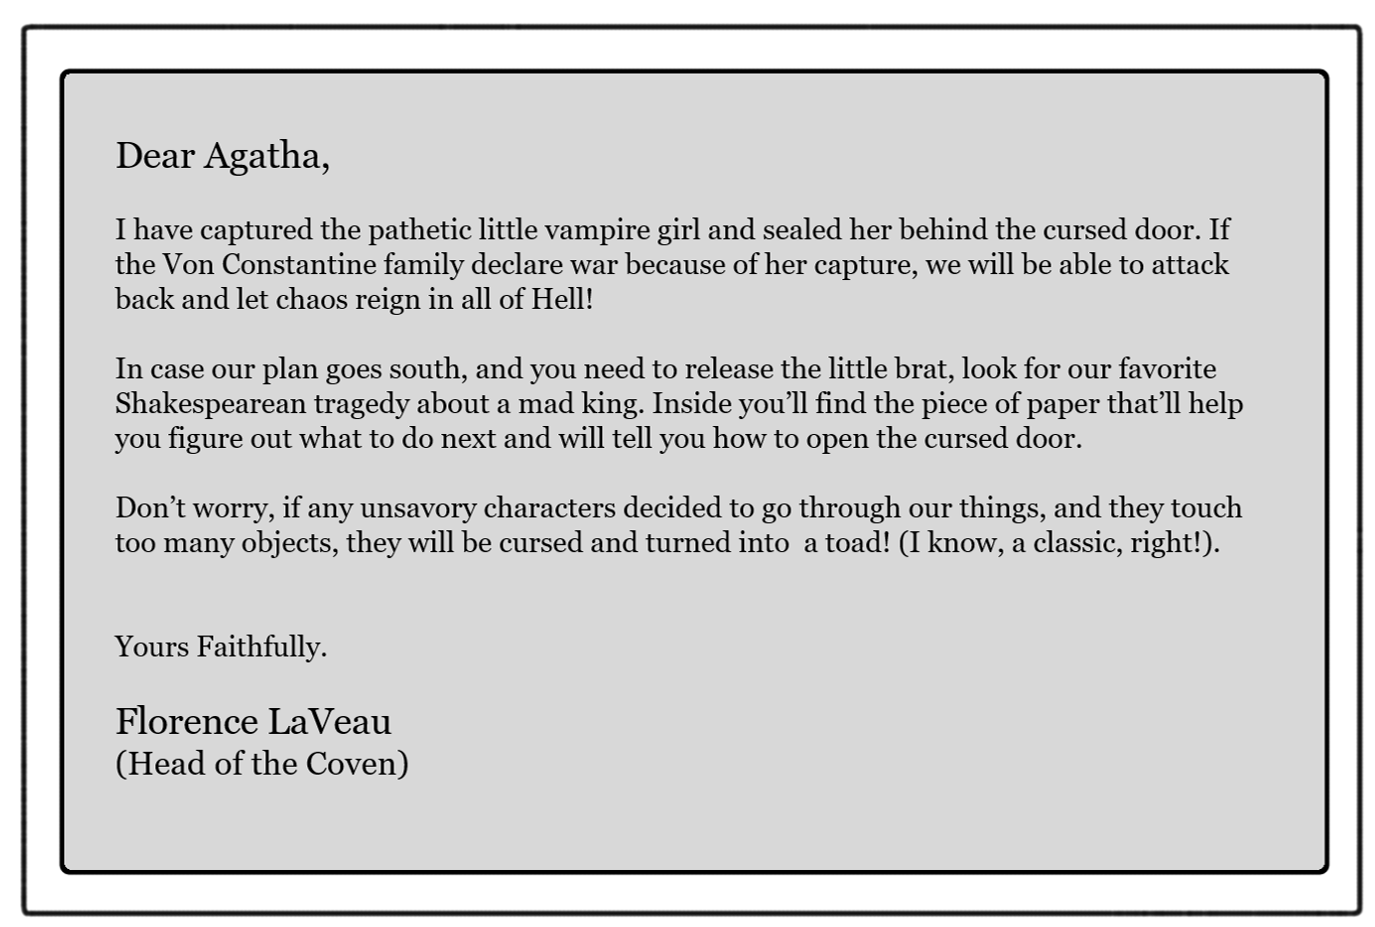 Dear Agatha,
I have captured the pathetic little vampire girl and sealed her behind the cursed door. If
the Von Constantine family declare war because of her capture, we will be able to attack
back and let chaos reign in all of Hell!
In case our plan goes south, and you need to release the little brat, look for our favorite
Shakespearean tragedy about a mad king. Inside you’ll find the piece of paper that’ll help
you figure out what to do next and will tell you how to open the cursed door.
Don’t worry, if any unsavory characters decided to go through our things, and they touch
too many objects, they will be cursed and turned into  a toad! (I know, a classic, right!).
Yours Faithfully.
Florence LaVeau
(Head of the Coven)